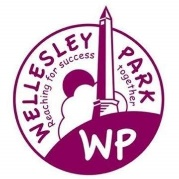 WELLESLEY PARK
Reaching for success
together
WP